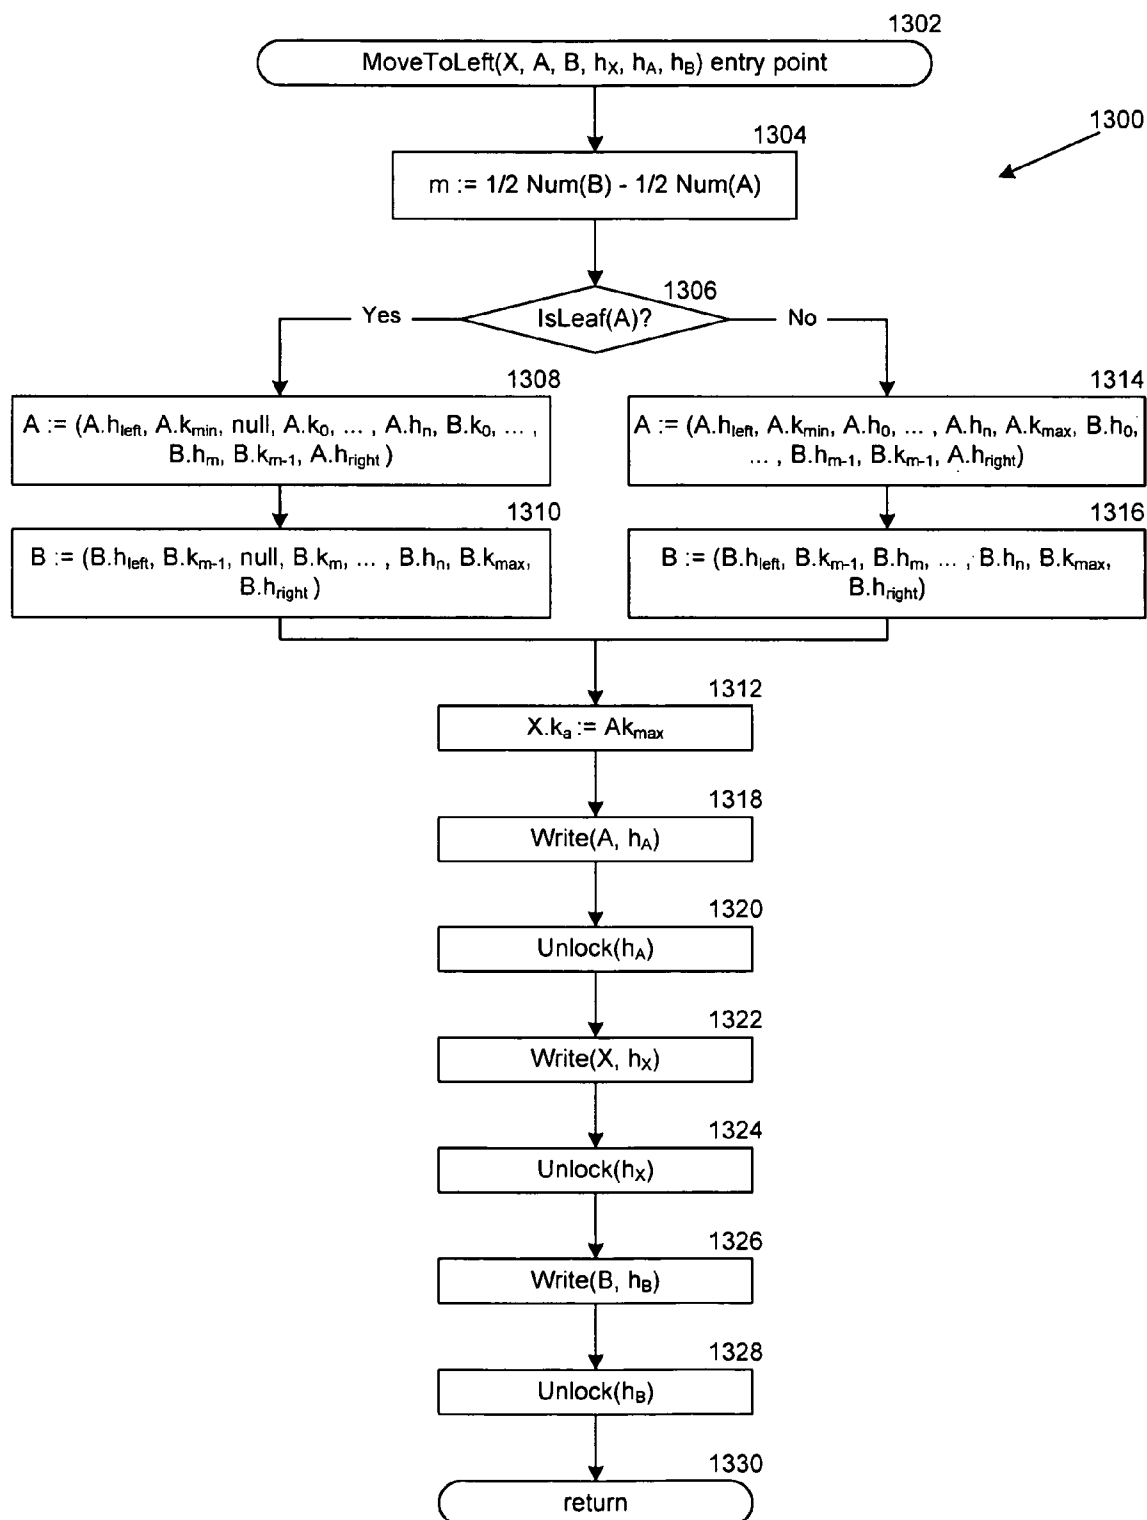 1302
MoveToLeft(X, A, B, hX, hA, hB) entry point
1300
1304
m := 1/2 Num(B) - 1/2 Num(A)
1306
IsLeaf(A)?
Yes
No
1308
A := (A.hleft, A.kmin, null, A.k0, ... , A.hn, B.k0, ... ,
B.hm, B.km-1, A.hright )
1314
A := (A.hleft, A.kmin, A.h0, ... , A.hn, A.kmax, B.h0,
... , B.hm-1, B.km-1, A.hright)
1310
B := (B.hleft, B.km-1, null, B.km, ... , B.hn, B.kmax,
B.hright )
1316
B := (B.hleft, B.km-1, B.hm, ... , B.hn, B.kmax,
B.hright)
1312
X.ka := Akmax
1318
Write(A, hA)
1320
Unlock(hA)
1322
Write(X, hX)
1324
Unlock(hX)
1326
Write(B, hB)
1328
Unlock(hB)
1330
return